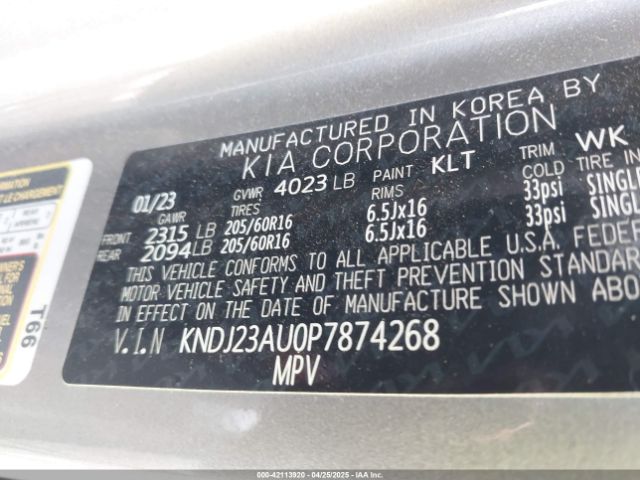 MANUFACTURED IN KOREA BY
KIA CORPORATION
01/23 GVWR 4023 LB PAINT KLT TRIM WK
GAWR TIRES RIMS COLD TIRE IN
FRONT 2315 LB 205/60R16 6.5Jx16 33psi SINGLE
REAR 2094 LB 205/60R16 6.5Jx16 33psi SINGLE
THIS VEHICLE CONFORMS TO ALL APPLICABLE U.S.A. FEDER
MOTOR VEHICLE SAFETY AND THEFT PREVENTION STANDAR
IN EFFECT ON THE DATE OF MANUFACTURE SHOWN ABO
V.I.N KNDJ23AU0P7874268
MPV
T66
000-42113920 - 04/25/2025 - IAA Inc.